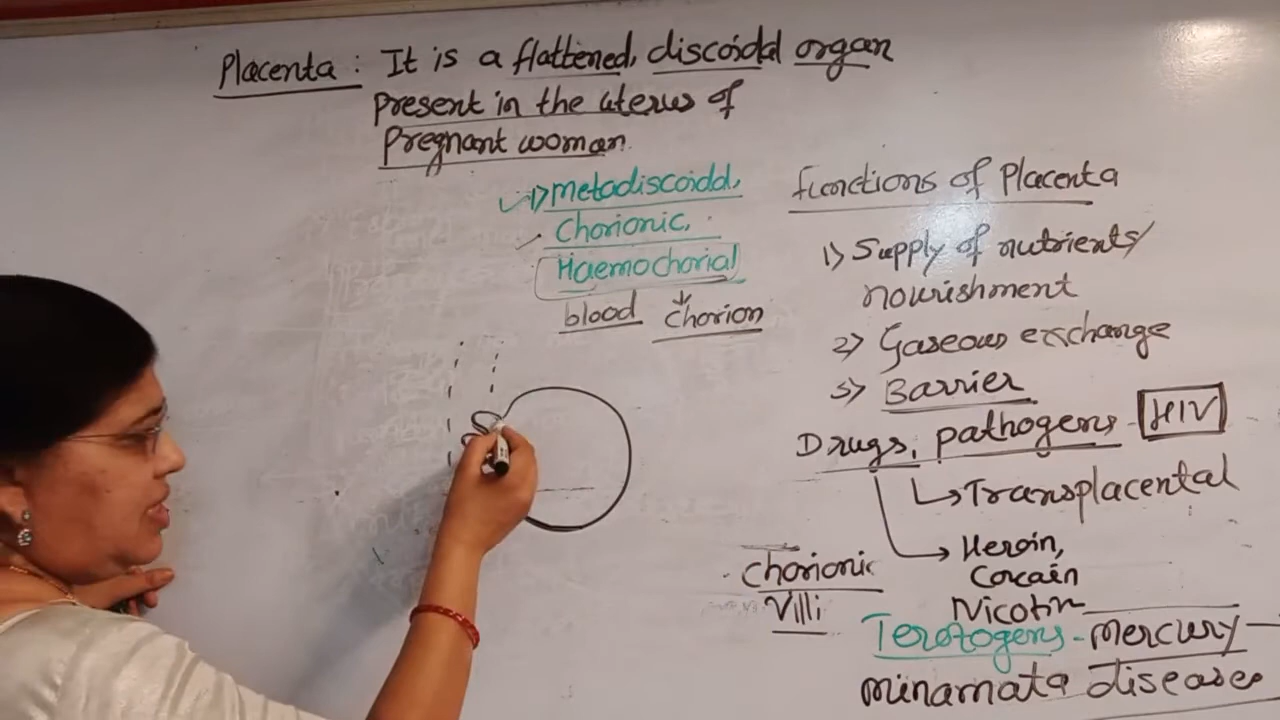 Placenta : It is a flattened, discoidal organ
Present in the uterus of
Pregnant woman.
1) metadiscoidal,
Chorionic,
Haemochorial
blood Chorion
functions of Placenta
1) Supply of nutrients/
nourishment
2) Gaseous exchange
3) Barrier
Drugs, pathogens - HIV
Transplacental
Heroin,
Cocain
Nicotin
Chorionic
Villi
Terotogens - mercury -
minamata diseases